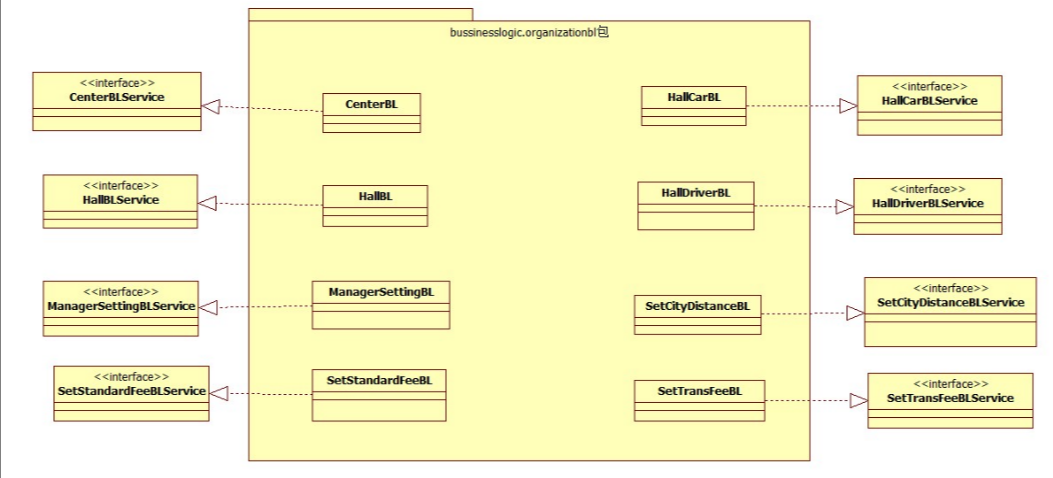 bussinesslogic.organizationbl包
<<interface>>
CenterBLService
CenterBL
HallCarBL
<<interface>>
HallCarBLService
<<interface>>
HallBLService
HallBL
HallDriverBL
<<interface>>
HallDriverBLService
<<interface>>
ManagerSettingBLService
ManagerSettingBL
SetCityDistanceBL
<<interface>>
SetCityDistanceBLService
<<interface>>
SetStandardFeeBLService
SetStandardFeeBL
SetTransFeeBL
<<interface>>
SetTransFeeBLService